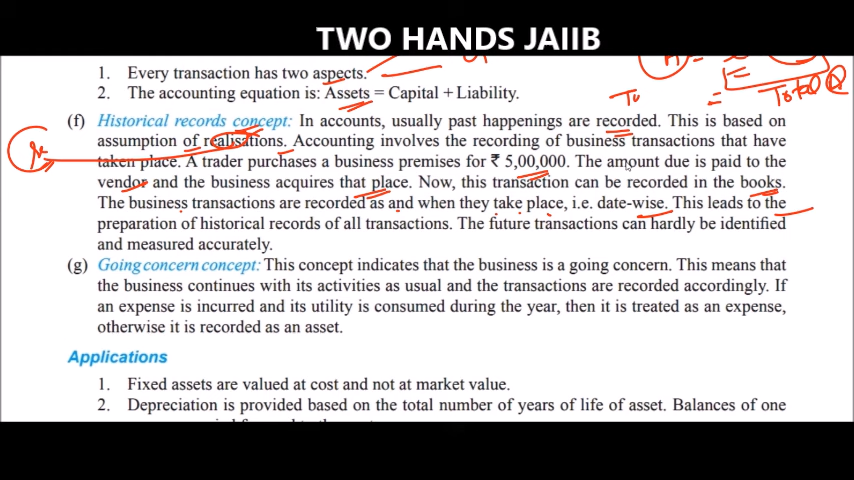 TWO HANDS JAIIB
1. Every transaction has two aspects.
2. The accounting equation is: Assets = Capital + Liability.
Total
(f) Historical records concept: In accounts, usually past happenings are recorded. This is based on
assumption of realisations. Accounting involves the recording of business transactions that have
taken place. A trader purchases a business premises for ₹ 5,00,000. The amount due is paid to the
vendor and the business acquires that place. Now, this transaction can be recorded in the books.
The business transactions are recorded as and when they take place, i.e. date-wise. This leads to the
preparation of historical records of all transactions. The future transactions can hardly be identified
and measured accurately.
(g) Going concern concept: This concept indicates that the business is a going concern. This means that
the business continues with its activities as usual and the transactions are recorded accordingly. If
an expense is incurred and its utility is consumed during the year, then it is treated as an expense,
otherwise it is recorded as an asset.
Applications
1. Fixed assets are valued at cost and not at market value.
2. Depreciation is provided based on the total number of years of life of asset. Balances of one